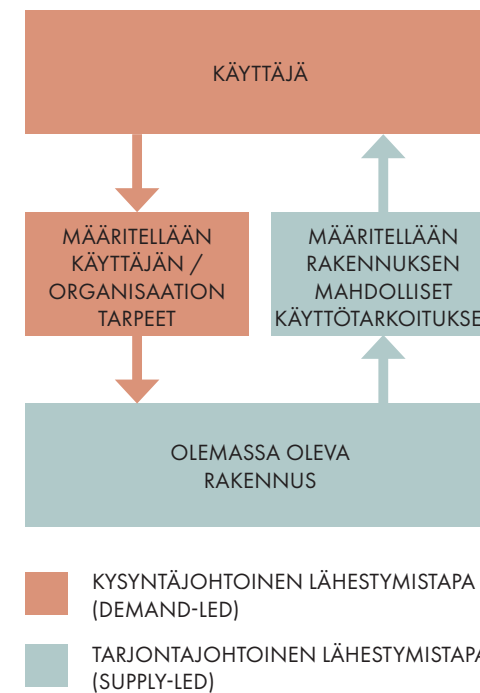 KÄYTTÄJÄ
MÄÄRITELLÄÄN
KÄYTTÄJÄN /
ORGANISAATION
TARPEET
MÄÄRITELLÄÄN
RAKENNUKSEN
MAHDOLLISET
KÄYTTÖTARKOITUKSE
OLEMASSA OLEVA
RAKENNUS
KYSYNTÄJOHTOINEN LÄHESTYMISTAPA
(DEMAND-LED)
TARJONTAJOHTOINEN LÄHESTYMISTAPA
(SUPPLY-LED)